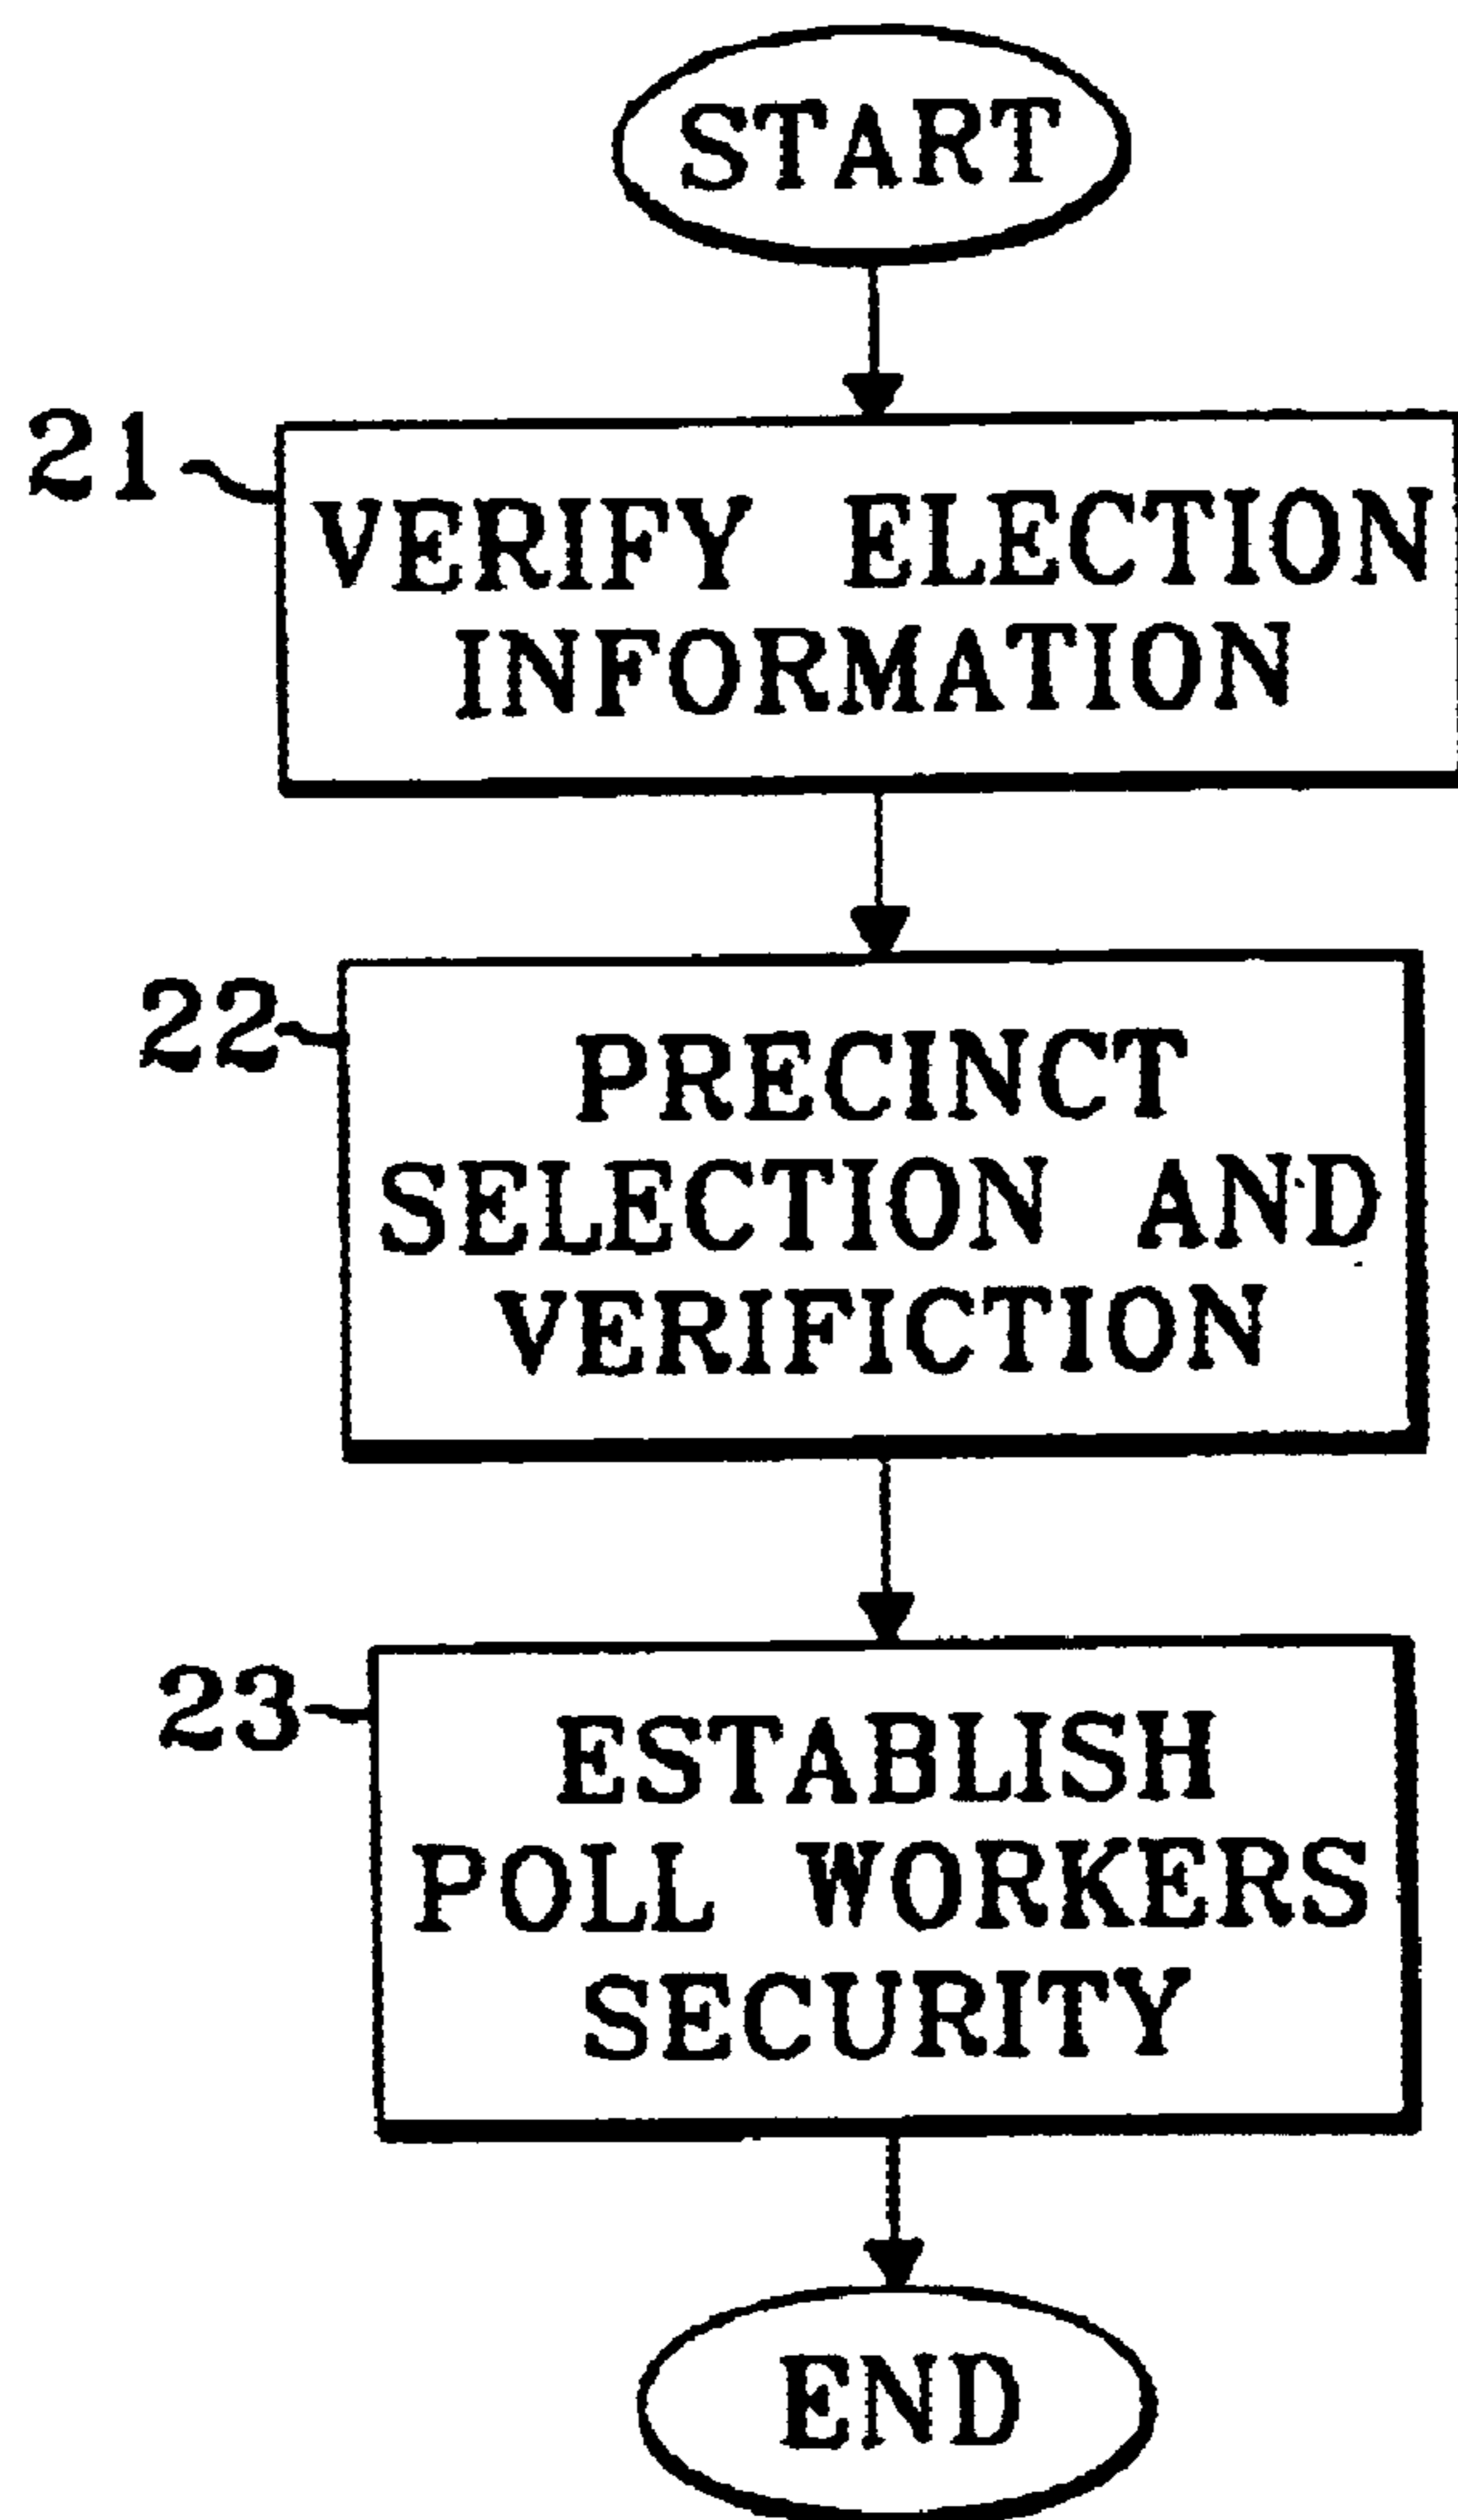 START
21
VERIFY ELECTION
INFORMATION
22
PRECINCT
SELECTION AND
VERIFICTION
23
ESTABLISH
POLL WORKERS
SECURITY
END